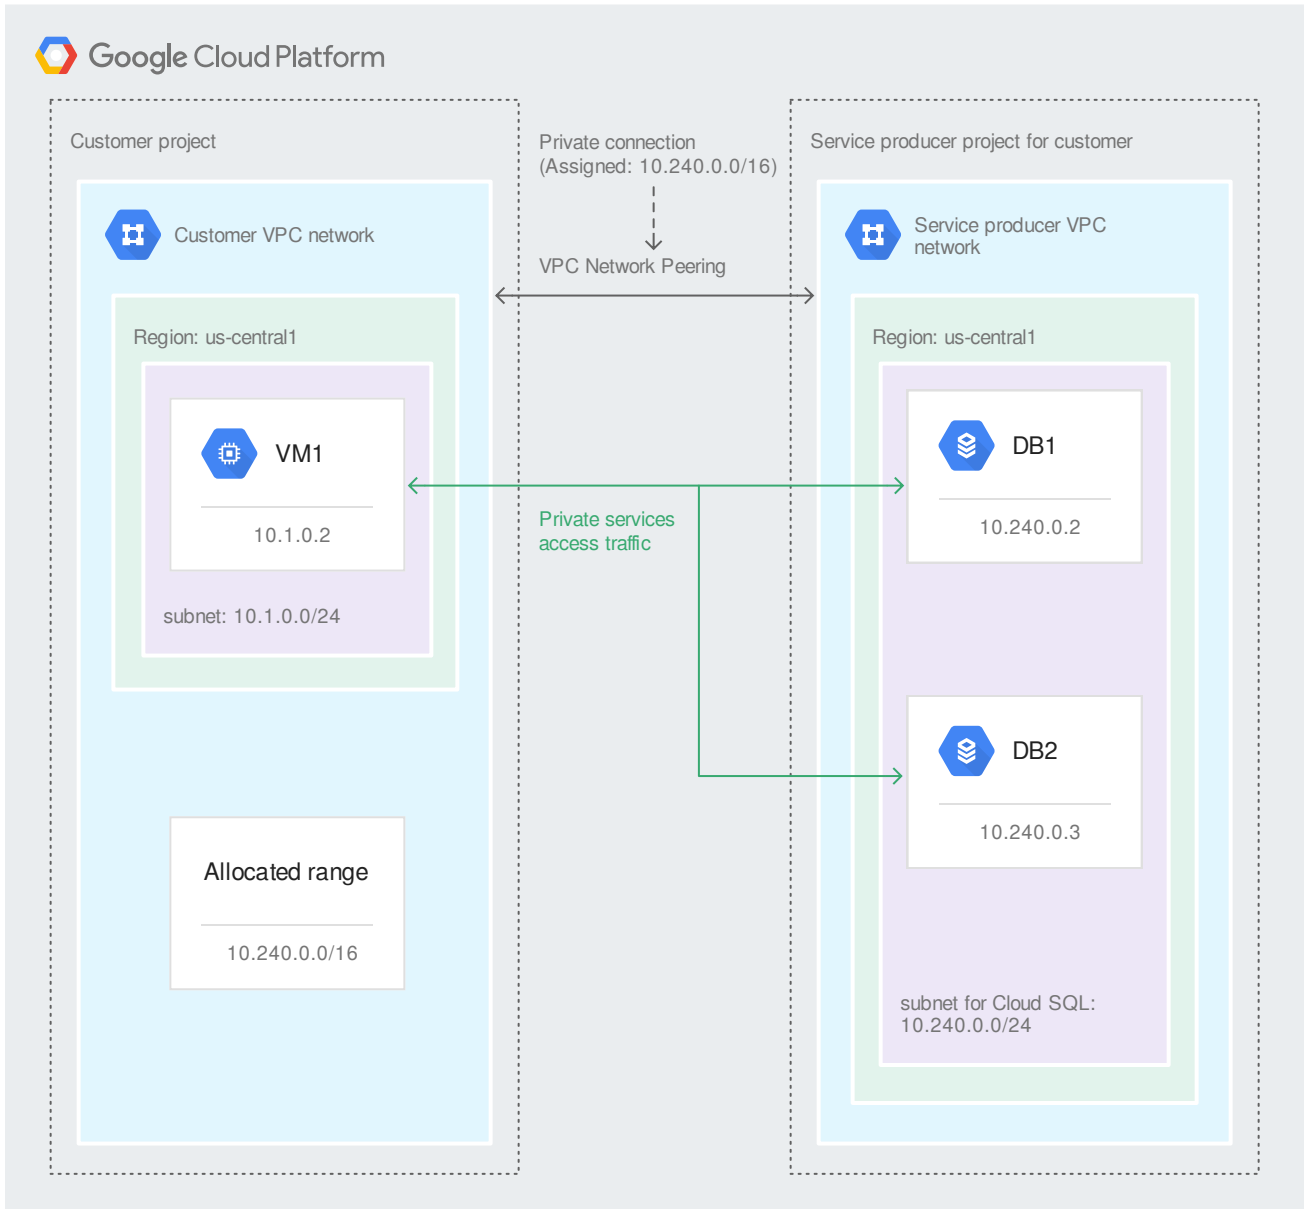 Google Cloud Platform
Customer project
Customer VPC network
Region: us-central1
VM1
10.1.0.2
subnet: 10.1.0.0/24
Allocated range
10.240.0.0/16
Private connection
(Assigned: 10.240.0.0/16)
VPC Network Peering
Private services
access traffic
Service producer project for customer
Service producer VPC
network
Region: us-central1
DB1
10.240.0.2
DB2
10.240.0.3
subnet for Cloud SQL:
10.240.0.0/24